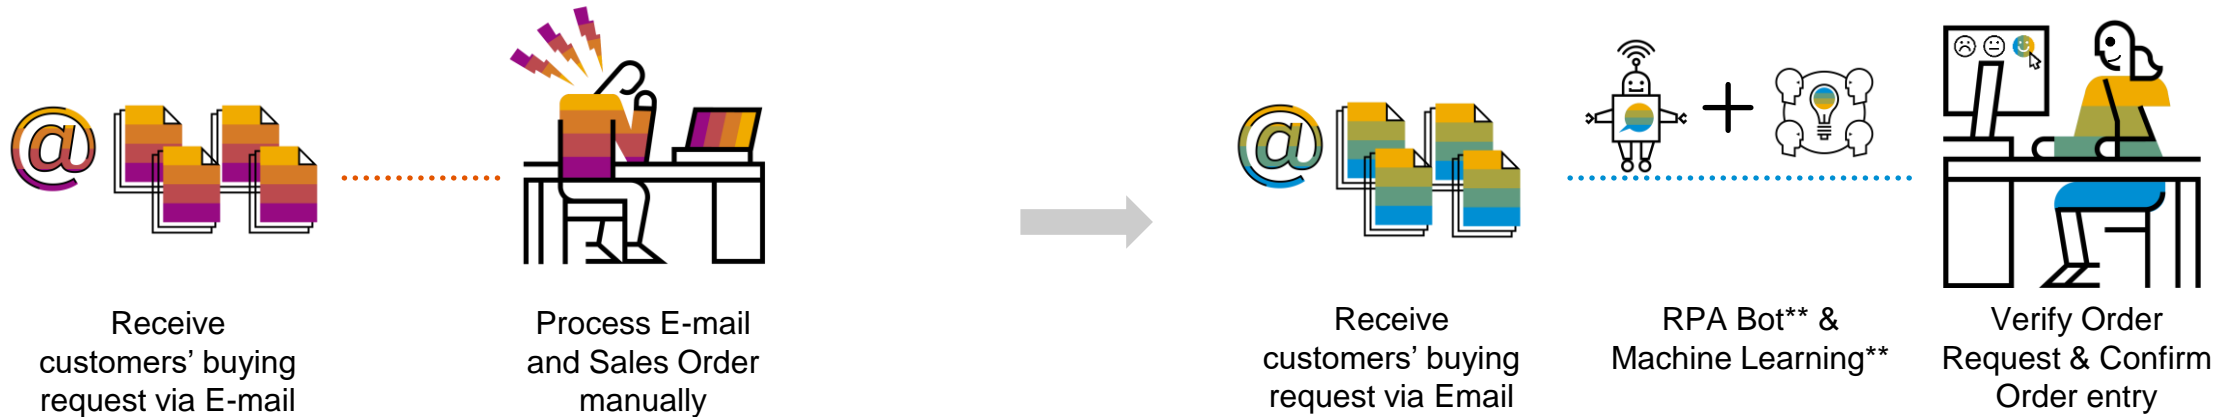 @
Receive
customers’ buying
request via E-mail
Process E-mail
and Sales Order
manually
@
Receive
customers’ buying
request via Email
RPA Bot** &
Machine Learning**
Verify Order
Request & Confirm
Order entry